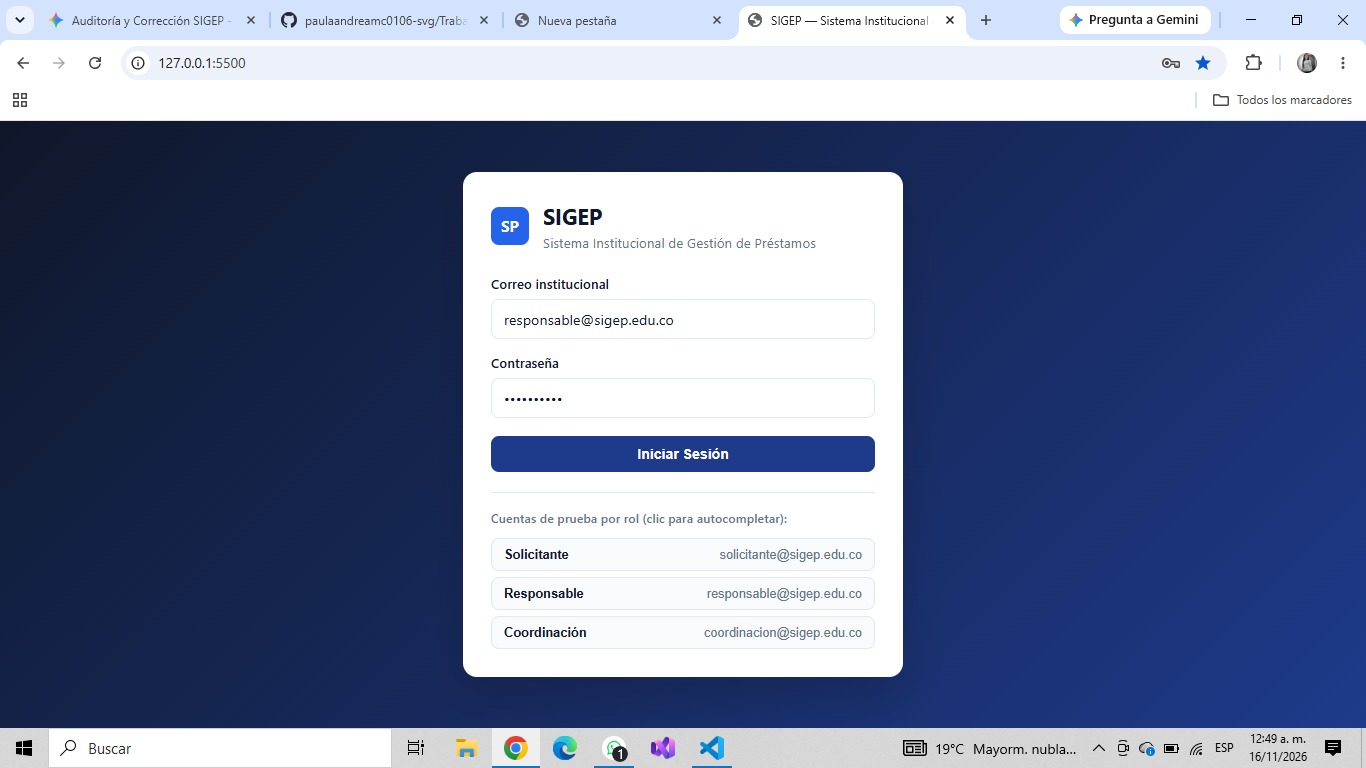 Auditoría y Corrección SIGEP -
paulaandreamc0106-svg/Traba
Nueva pestaña
SIGEP — Sistema Institucional
Pregunta a Gemini
127.0.0.1:5500
Todos los marcadores
SP
SIGEP
Sistema Institucional de Gestión de Préstamos
Correo institucional
responsable@sigep.edu.co
Contraseña
••••••••••
Iniciar Sesión
Cuentas de prueba por rol (clic para autocompletar):
Solicitante solicitante@sigep.edu.co
Responsable responsable@sigep.edu.co
Coordinación coordinacion@sigep.edu.co
Buscar
1
19°C Mayorm. nubla...
ESP
12:49 a. m.
16/11/2026